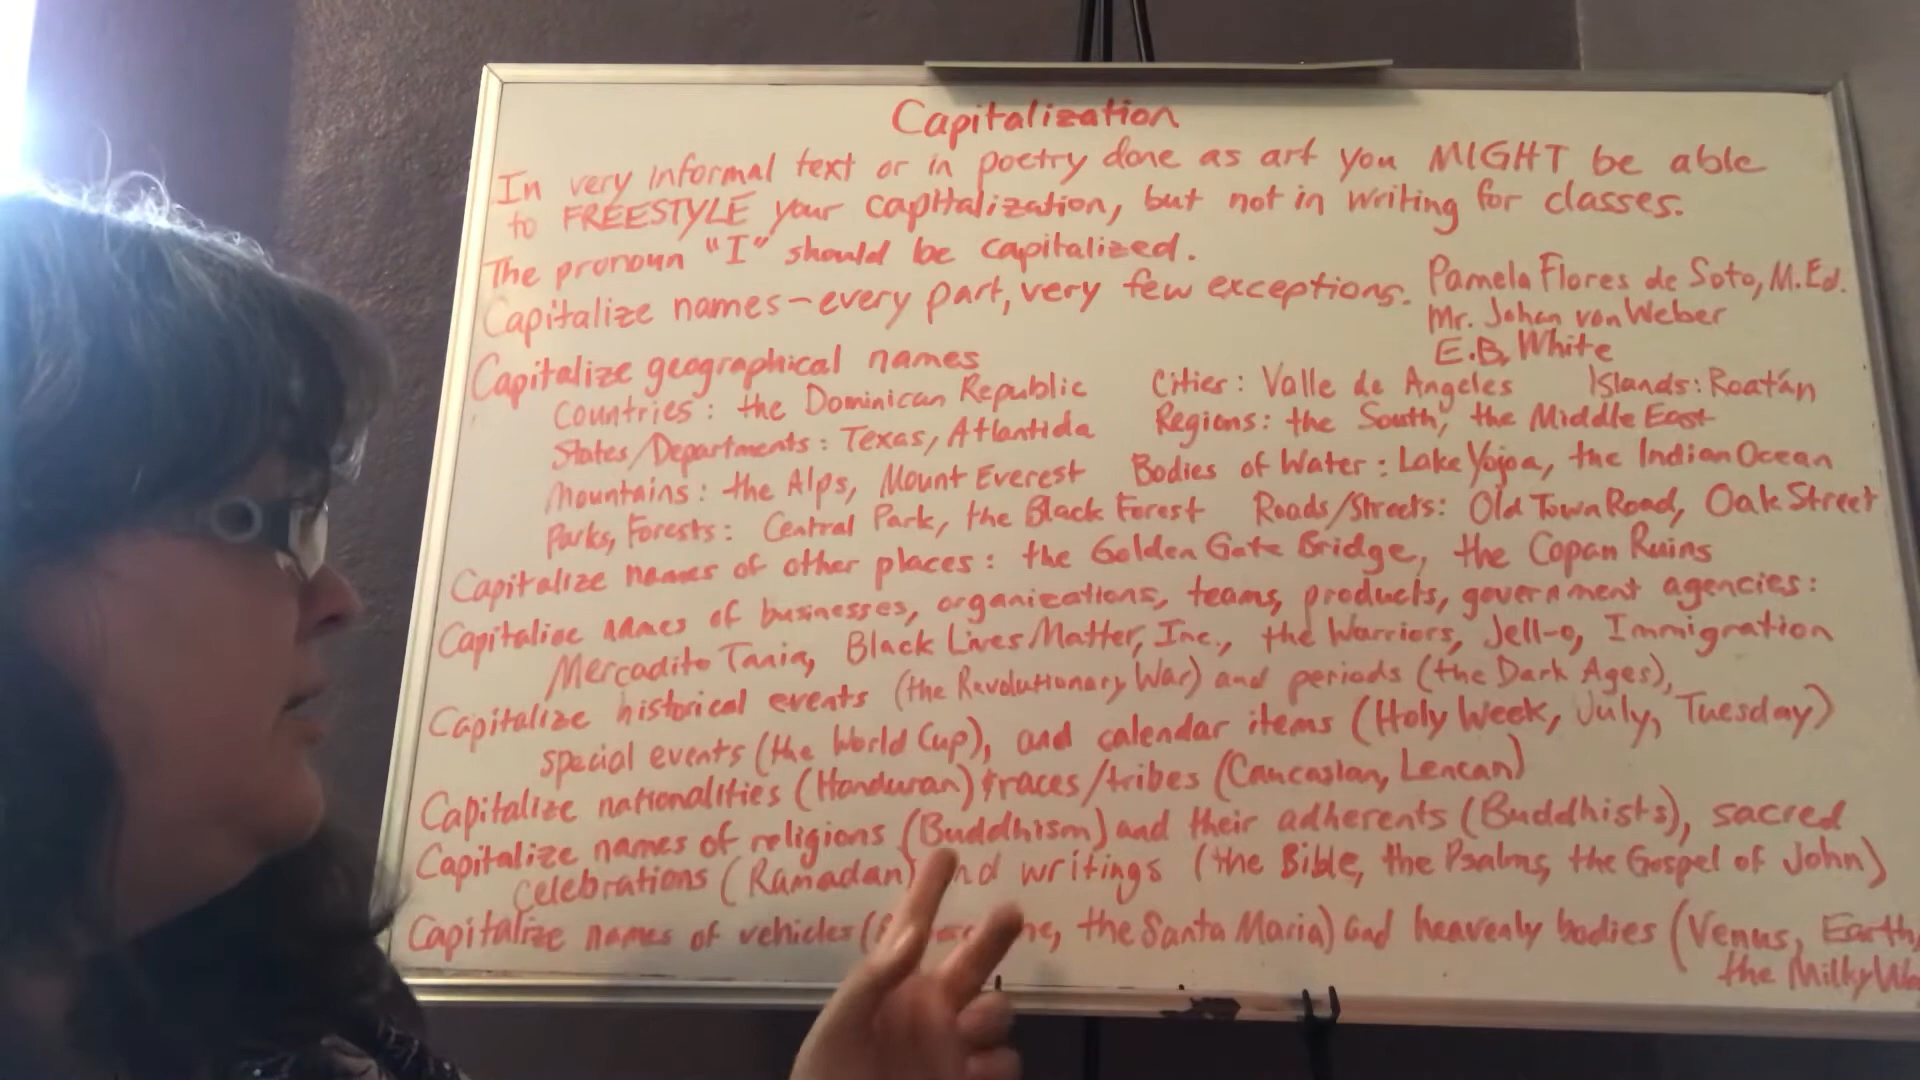 Capitalization
In very informal text or in poetry done as art you MIGHT be able
to FREESTYLE your capitalization, but not in writing for classes.
The pronoun "I" should be capitalized.
Capitalize names - every part, very few exceptions. Pamela Flores de Soto, M.Ed.
Mr. Johan von Weber
E.B. White
Capitalize geographical names
Countries: the Dominican Republic Cities: Valle de Angeles Islands: Roatán
States/Departments: Texas, Atlantida Regions: the South, the Middle East
Mountains: the Alps, Mount Everest Bodies of Water: Lake Yojoa, the Indian Ocean
Parks, Forests: Central Park, the Black Forest Roads/Streets: Old Town Road, Oak Street
Capitalize names of other places: the Golden Gate Bridge, the Copan Ruins
Capitalize names of businesses, organizations, teams, products, government agencies:
Mercadito Tania, Black Lives Matter, Inc., the Warriors, Jell-o, Immigration
Capitalize historical events (the Revolutionary War) and periods (the Dark Ages),
special events (the World Cup), and calendar items (Holy Week, July, Tuesday)
Capitalize nationalities (Honduran) & races/tribes (Caucasian, Lencan)
Capitalize names of religions (Buddhism) and their adherents (Buddhists), sacred
celebrations (Ramadan) and writings (the Bible, the Psalms, the Gospel of John)
Capitalize names of vehicles ( the Santa Maria) and heavenly bodies (Venus, Earth,
the Milky